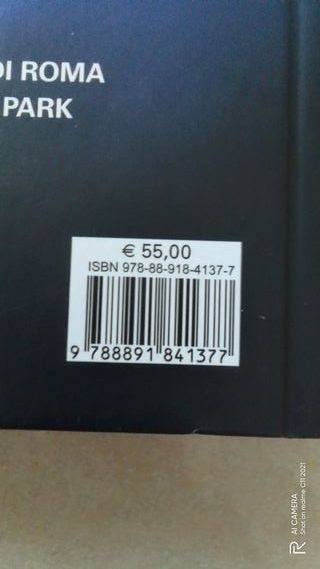 DI ROMA
PARK
€ 55,00
ISBN 978-88-918-4137-7
9 788891 841377
AI CAMERA
Shot on realme C11 2021